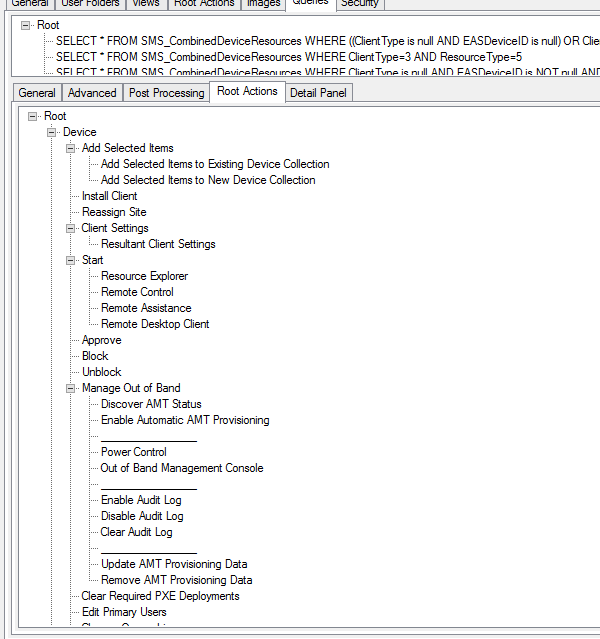 General User Folders Views Root Actions Images Queries Security
Root
SELECT * FROM SMS_CombinedDeviceResources WHERE ((ClientType is null AND EASDeviceID is null) OR Clie
SELECT * FROM SMS_CombinedDeviceResources WHERE ClientType=3 AND ResourceType=5
SELECT * FROM SMS_CombinedDeviceResources WHERE ClientType is null AND EASDeviceID is NOT null AND
General Advanced Post Processing Root Actions Detail Panel
Root
Device
Add Selected Items
Add Selected Items to Existing Device Collection
Add Selected Items to New Device Collection
Install Client
Reassign Site
Client Settings
Resultant Client Settings
Start
Resource Explorer
Remote Control
Remote Assistance
Remote Desktop Client
Approve
Block
Unblock
Manage Out of Band
Discover AMT Status
Enable Automatic AMT Provisioning
Power Control
Out of Band Management Console
Enable Audit Log
Disable Audit Log
Clear Audit Log
Update AMT Provisioning Data
Remove AMT Provisioning Data
Clear Required PXE Deployments
Edit Primary Users